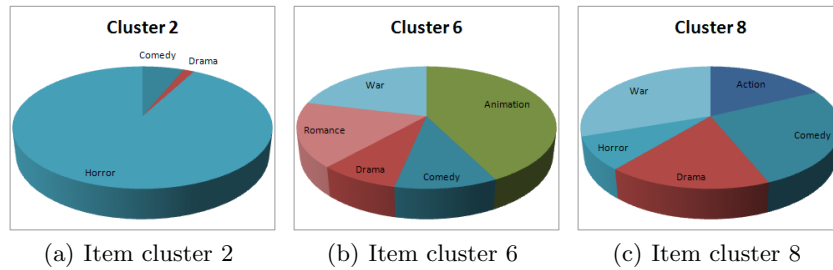 Cluster 2
Comedy
Drama
Horror
(a) Item cluster 2
Cluster 6
War
Animation
Romance
Drama
Comedy
(b) Item cluster 6
Cluster 8
War
Action
Comedy
Horror
Drama
(c) Item cluster 8